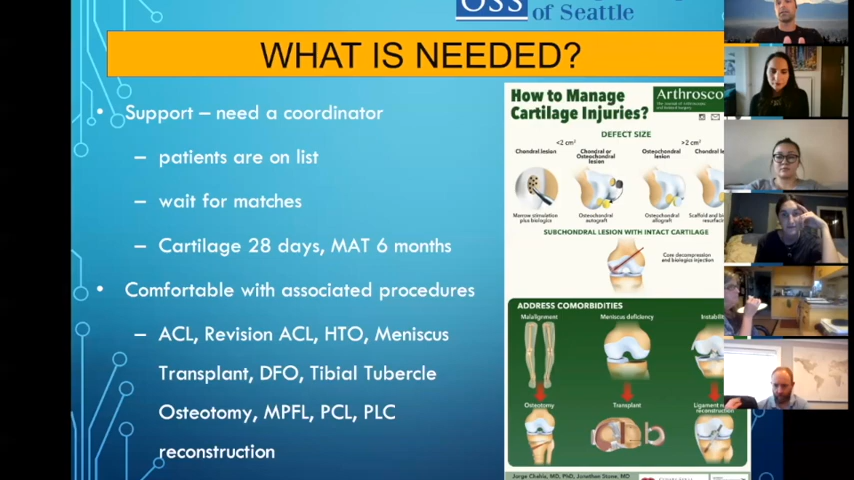 OSS
of Seattle
WHAT IS NEEDED?
• Support – need a coordinator
– patients are on list
– wait for matches
– Cartilage 28 days, MAT 6 months
• Comfortable with associated procedures
– ACL, Revision ACL, HTO, Meniscus
Transplant, DFO, Tibial Tubercle
Osteotomy, MPFL, PCL, PLC
reconstruction
How to Manage
Cartilage Injuries?
Arthrosco
DEFECT SIZE
<2 cm²
>2 cm²
Chondral lesion
Chondral or
Osteochondral
lesion
Osteochondral
lesion
Chondral l
Marrow stimulation
plus biologics
Osteochondral
autograft
Osteochondral
allograft
Scaffold and bi
resurfaci
SUBCHONDRAL LESION WITH INTACT CARTILAGE
Core decompression
and biologics injection
ADDRESS COMORBIDITIES
Malalignment
Meniscus deficiency
Instabili
Osteotomy
Transplant
Ligament
reconstruction
Jorge Chahla, MD, PhD, Jonathan Stone, MD